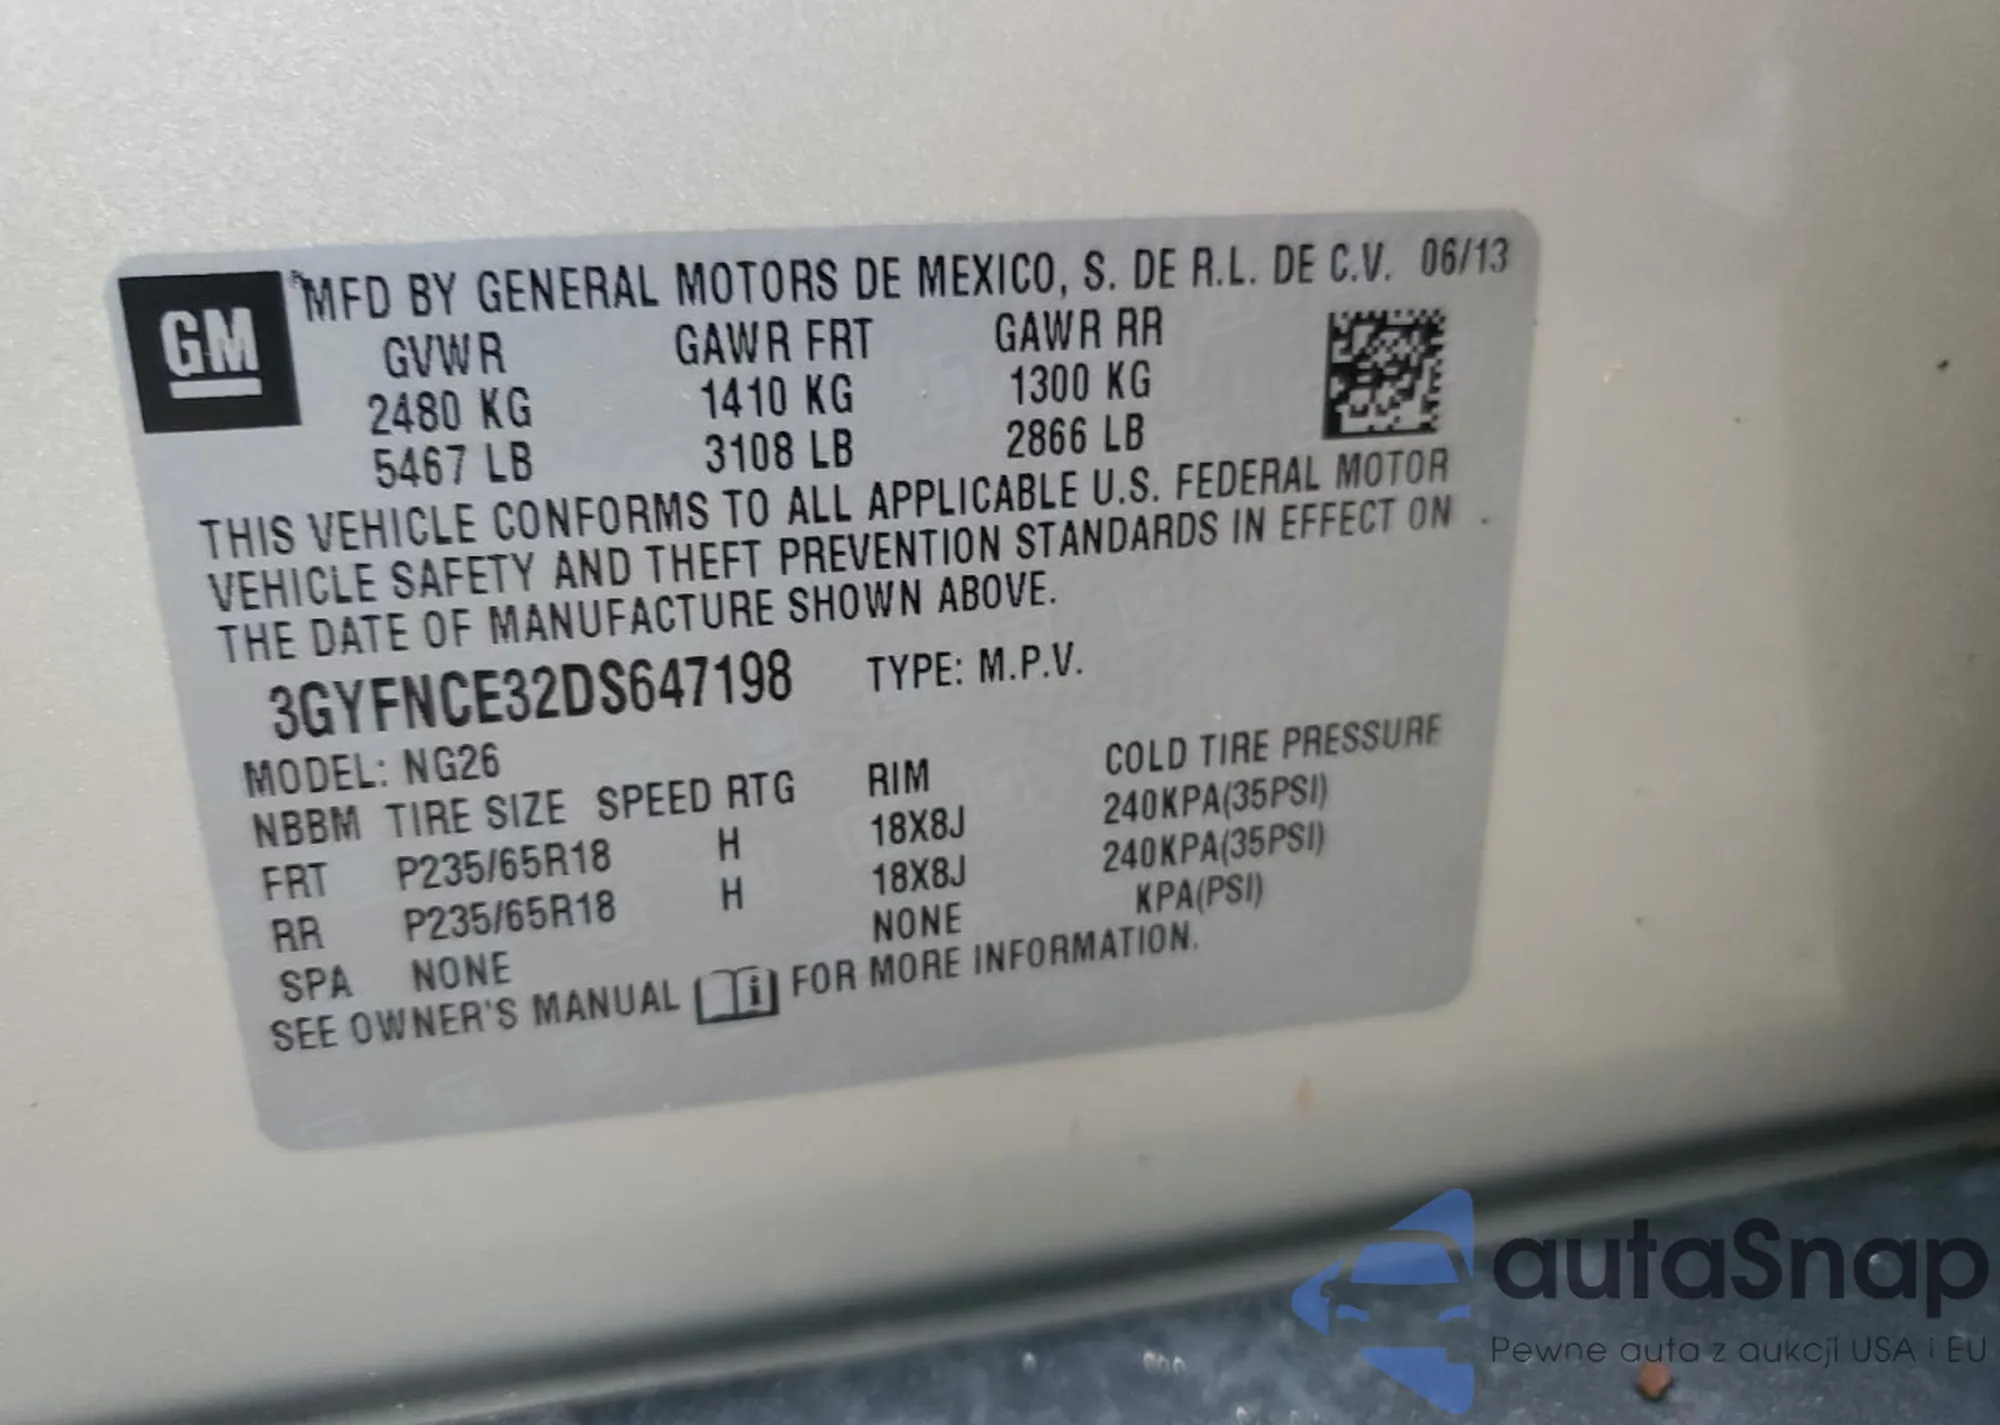 GM MFD BY GENERAL MOTORS DE MEXICO, S. DE R.L. DE C.V. 06/13
GVWR GAWR FRT GAWR RR
2480 KG 1410 KG 1300 KG
5467 LB 3108 LB 2866 LB
THIS VEHICLE CONFORMS TO ALL APPLICABLE U.S. FEDERAL MOTOR
VEHICLE SAFETY AND THEFT PREVENTION STANDARDS IN EFFECT ON
THE DATE OF MANUFACTURE SHOWN ABOVE.
3GYFNCE32DS647198 TYPE: M.P.V.
MODEL: NG26
NBBM TIRE SIZE SPEED RTG RIM COLD TIRE PRESSURE
FRT P235/65R18 H 18X8J 240KPA(35PSI)
RR P235/65R18 H 18X8J 240KPA(35PSI)
SPA NONE NONE KPA(PSI)
SEE OWNER'S MANUAL i FOR MORE INFORMATION.
autaSnap
Pewne auta z aukcji USA i EU